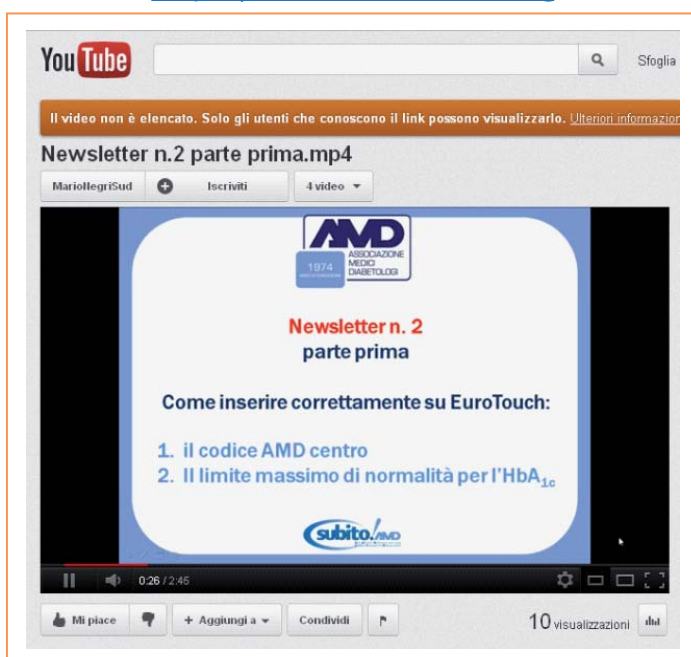 You Tube
Sfoglia
Il video non è elencato. Solo gli utenti che conoscono il link possono visualizzarlo. Ulteriori informazion
Newsletter n.2 parte prima.mp4
MarioNegriSud Iscriviti 4 video
AMD
1974
ASSOCIAZIONE
MEDICI
DIABETOLOGI
Newsletter n. 2
parte prima
Come inserire correttamente su EuroTouch:
1. il codice AMD centro
2. Il limite massimo di normalità per l'HbA1c
subito! AMD
0:26 / 2:45
Mi piace + Aggiungi a Condividi 10 visualizzazioni